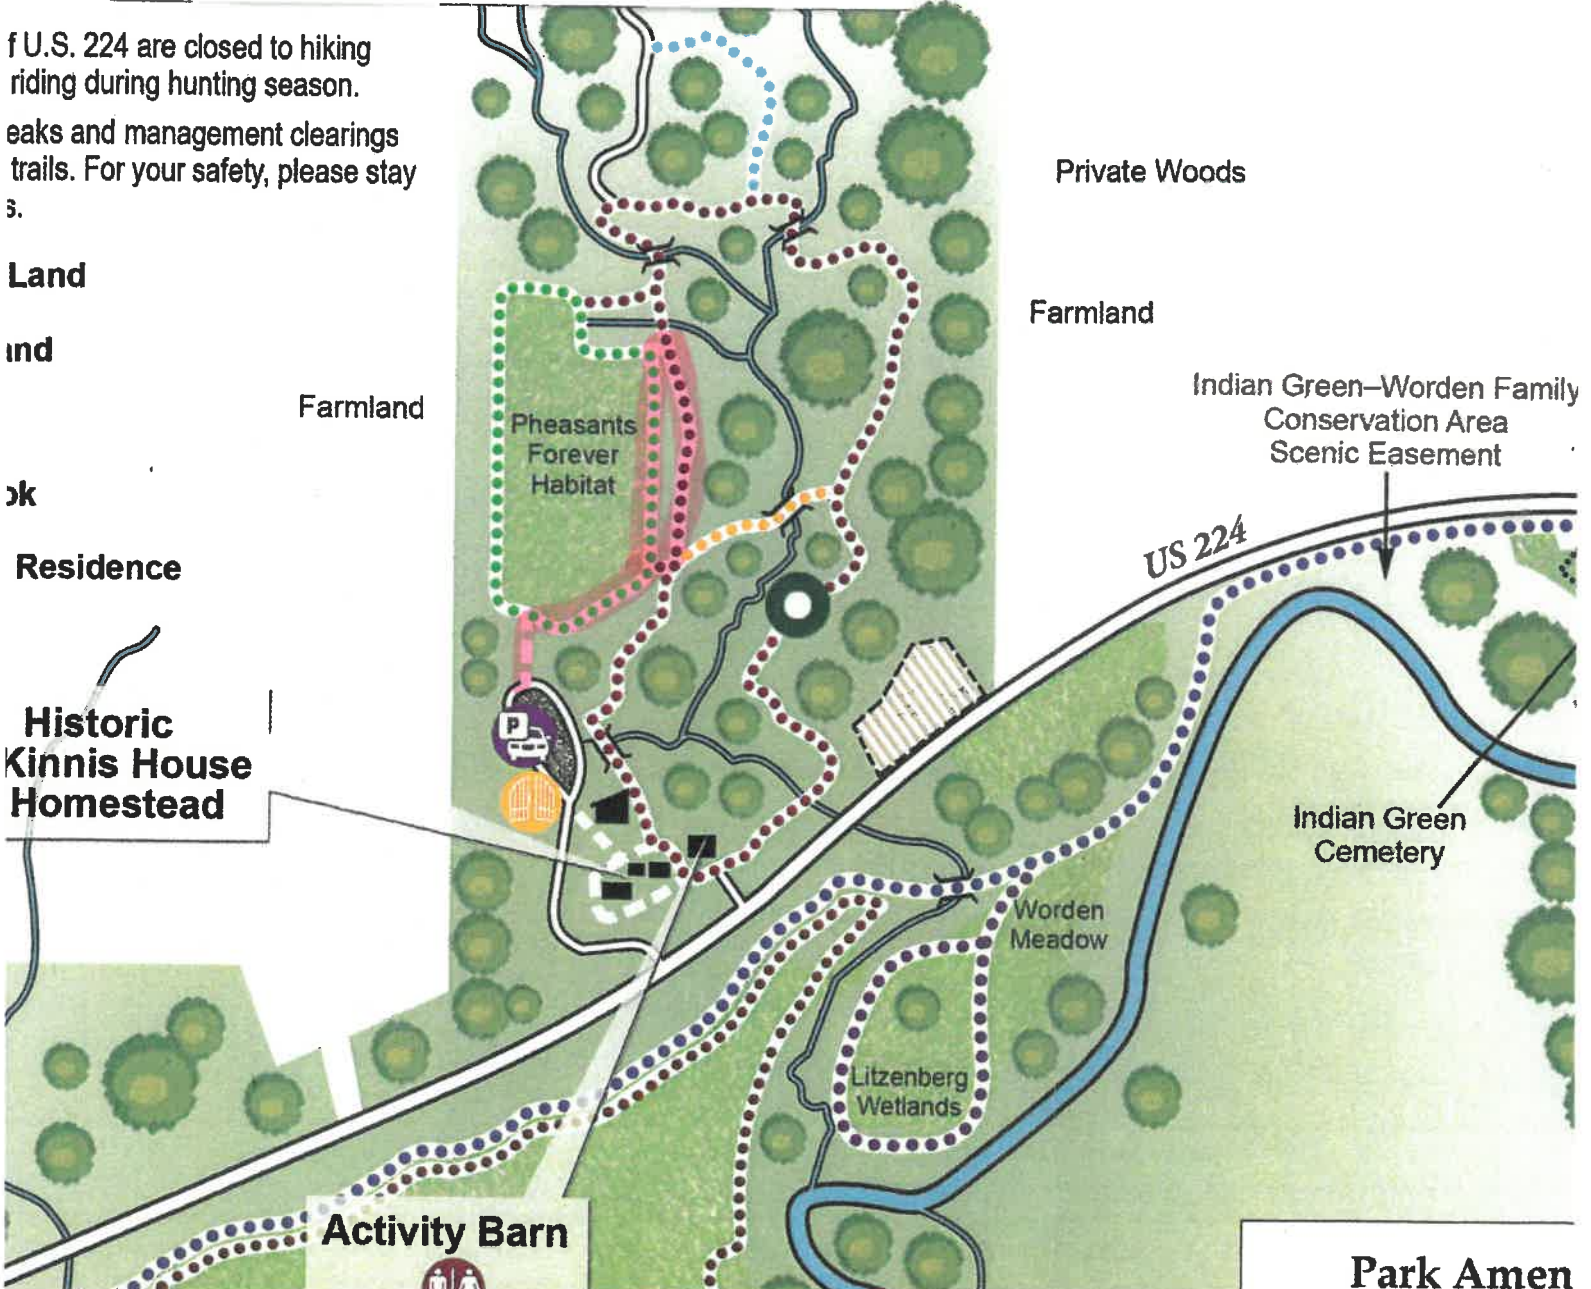 f U.S. 224 are closed to hiking
riding during hunting season.
eaks and management clearings
trails. For your safety, please stay
s.
Land
and
ok
Residence
Historic
Kinnis House
Homestead
Farmland
Pheasants
Forever
Habitat
P
Private Woods
Farmland
Indian Green–Worden Family
Conservation Area
Scenic Easement
US 224
Indian Green
Cemetery
Worden
Meadow
Litzenberg
Wetlands
Activity Barn
Park Amen